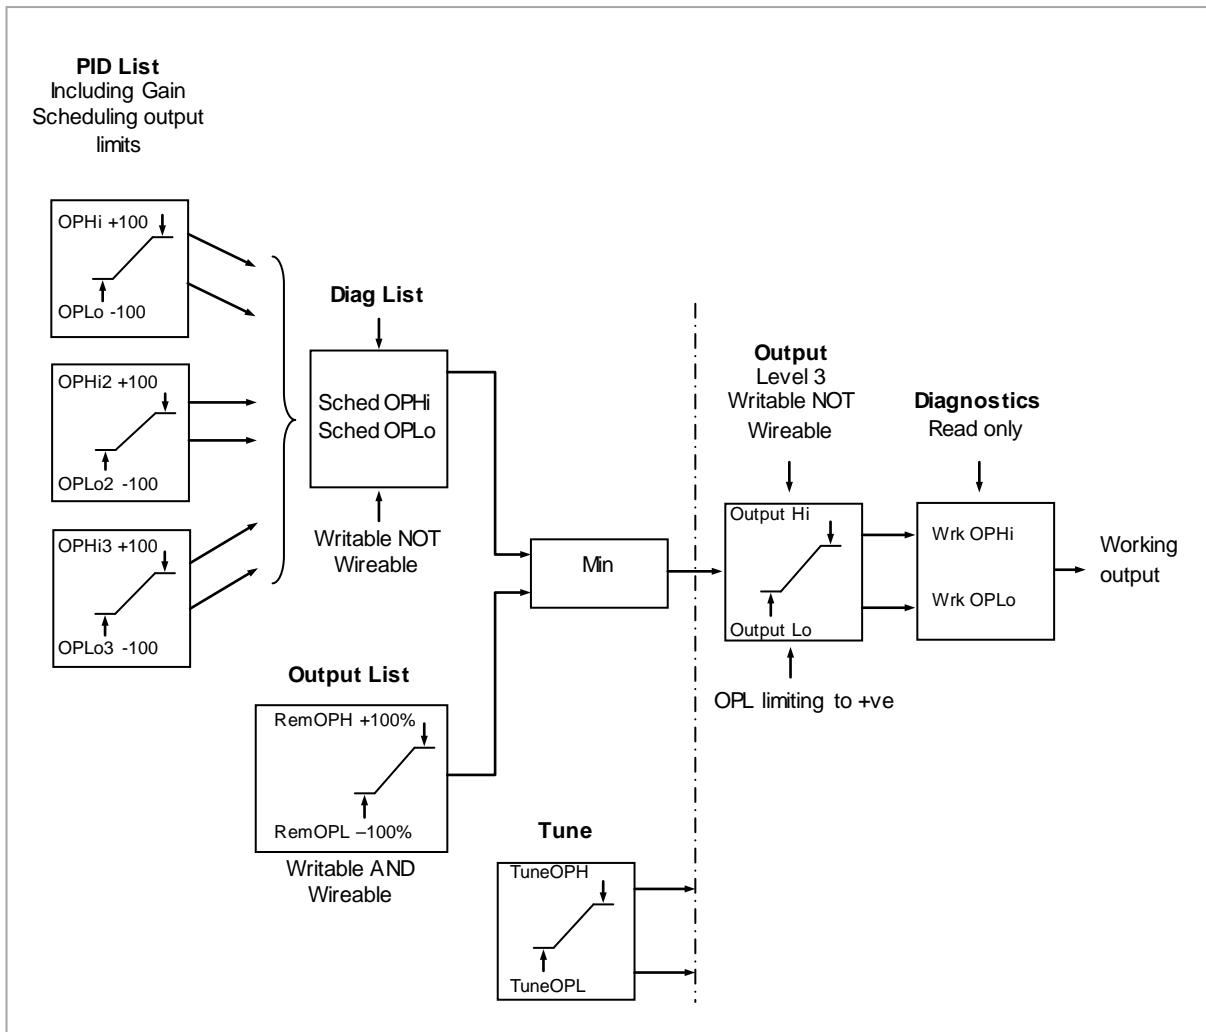 PID List
Including Gain
Scheduling output
limits
OPHi +100
OPLo -100
OPHi2 +100
OPLo2 -100
OPHi3 +100
OPLo3 -100
Diag List
Sched OPHi
Sched OPLo
Writable NOT
Wireable
Output List
RemOPH +100%
RemOPL –100%
Writable AND
Wireable
Min
Tune
TuneOPH
TuneOPL
Output
Level 3
Writable NOT
Wireable
Output Hi
Output Lo
OPL limiting to +ve
Diagnostics
Read only
Wrk OPHi
Wrk OPLo
Working
output